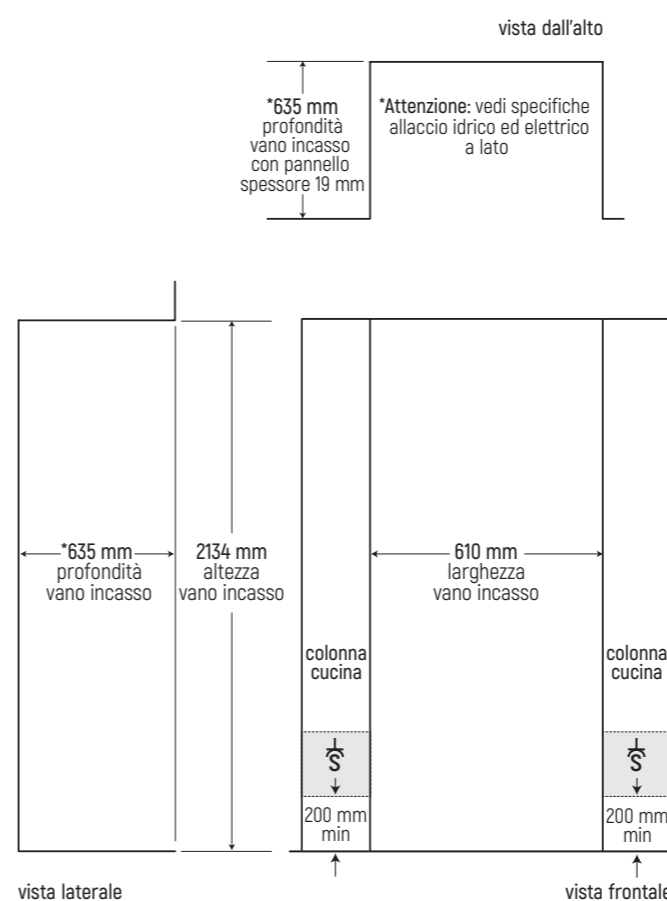 vista dall'alto
*635 mm
profondità
vano incasso
con pannello
spessore 19 mm
*Attenzione: vedi specifiche
allaccio idrico ed elettrico
a lato
*635 mm
profondità
vano incasso
2134 mm
altezza
vano incasso
610 mm
larghezza
vano incasso
colonna
cucina
colonna
cucina
S
S
200 mm
min
200 mm
min
vista laterale
vista frontale